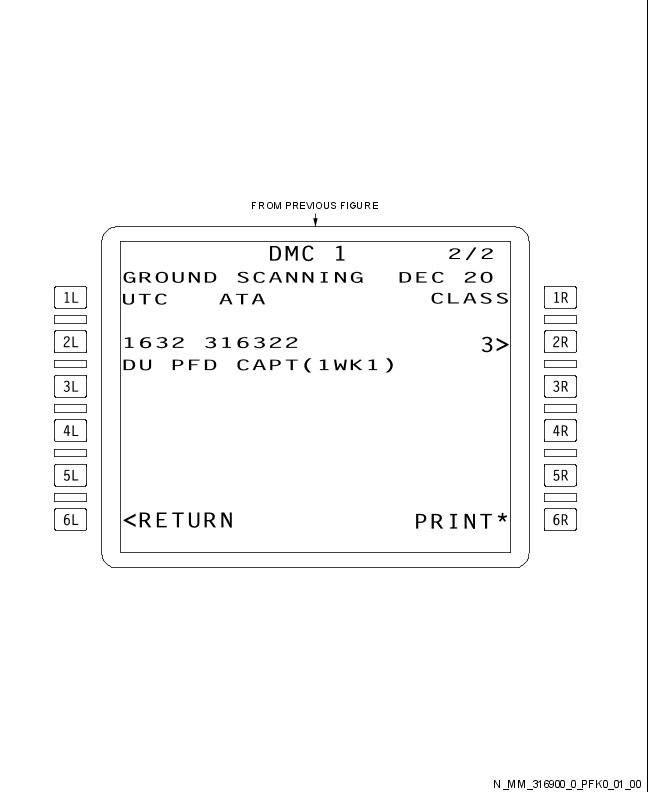 FROM PREVIOUS FIGURE
DMC 1 2/2
GROUND SCANNING DEC 20
1L UTC ATA CLASS 1R
2L 1632 316322 3> 2R
DU PFD CAPT(1WK1)
3L 3R
4L 4R
5L 5R
6L <RETURN PRINT* 6R
N_MM_316900_0_PFK0_01_00